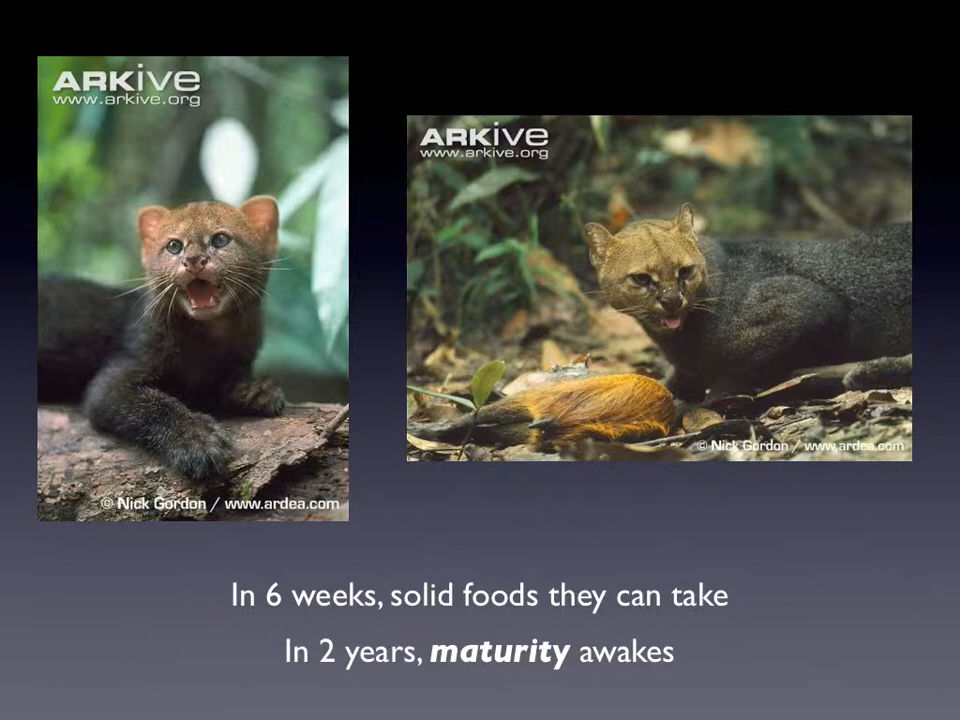 ARKive
www.arkive.org
ARKive
www.arkive.org
© Nick Gordon / www.ardea.com
© Nick Gordon / www.ardea.com
In 6 weeks, solid foods they can take
In 2 years, maturity awakes